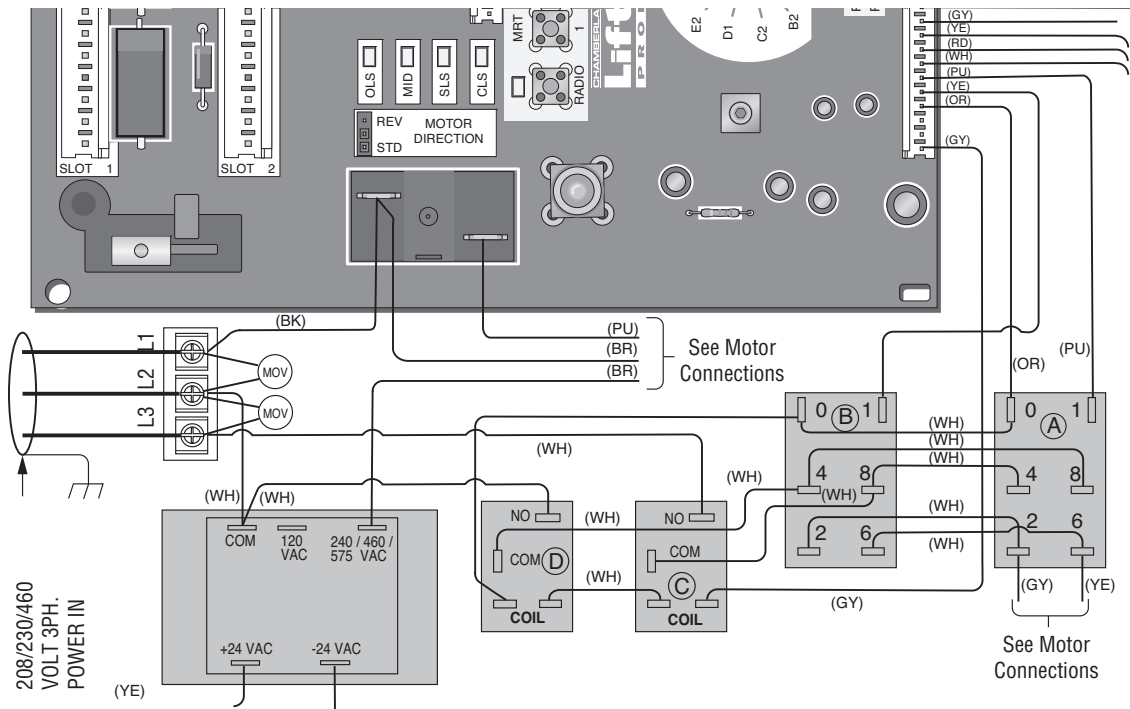 (GY)
(YE)
(RD)
(WH)
(PU)
(YE)
(OR)
(GY)
E2
D1
C2
B2
MRT
1
RADIO
CHAMBERLA
Lift
PRO
OLS
MID
SLS
CLS
REV
STD
MOTOR
DIRECTION
SLOT 1
SLOT 2
L1
L2
L3
MOV
MOV
(BK)
(PU)
(BR)
(BR)
See Motor
Connections
(OR)
(PU)
0 B 1
0 A 1
(WH)
(WH)
(WH)
4 (WH) 8
4 8
2 6
2 6
(WH)
(WH)
(WH)
(WH)
(WH)
(WH)
COM
120
VAC
240 / 460 /
575 VAC
+24 VAC
-24 VAC
(YE)
NO
COM D
COIL
(WH)
(WH)
NO
COM
C
COIL
(GY)
(GY)
(YE)
See Motor
Connections
208/230/460
VOLT 3PH.
POWER IN